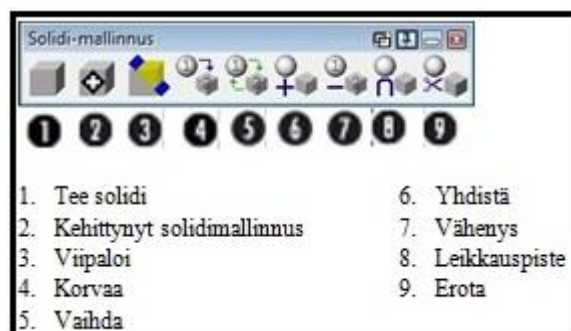 Solidi-mallinnus
1 2 3 4 5 6 7 8 9
1. Tee solidi
2. Kehittynyt solidimallinnus
3. Viipaloi
4. Korvaa
5. Vaihda
6. Yhdistä
7. Vähenys
8. Leikkauspiste
9. Erota